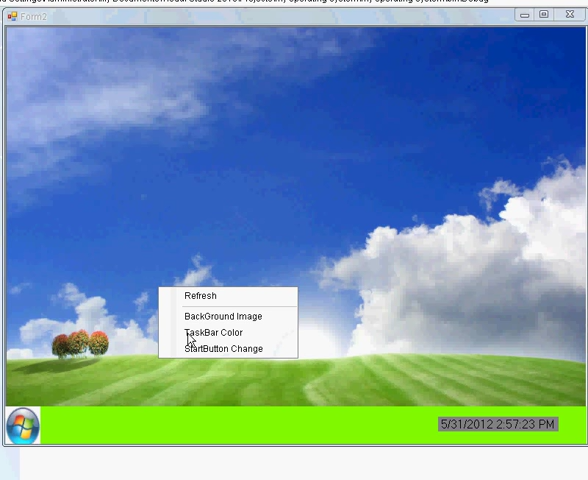 Form2
Refresh
BackGround Image
TaskBar Color
StartButton Change
5/31/2012 2:57:23 PM